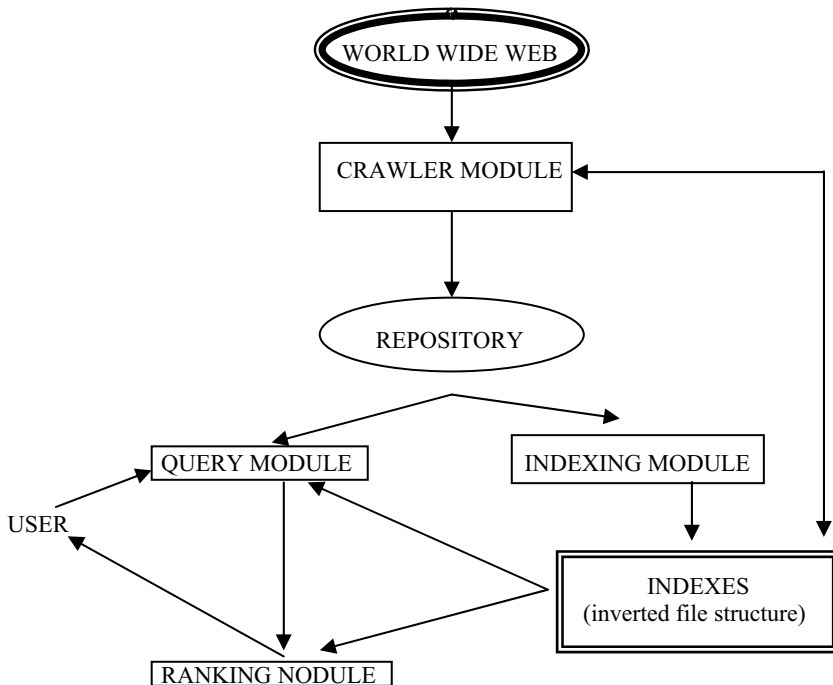 WORLD WIDE WEB
CRAWLER MODULE
REPOSITORY
QUERY MODULE
INDEXING MODULE
USER
INDEXES
(inverted file structure)
RANKING NODULE